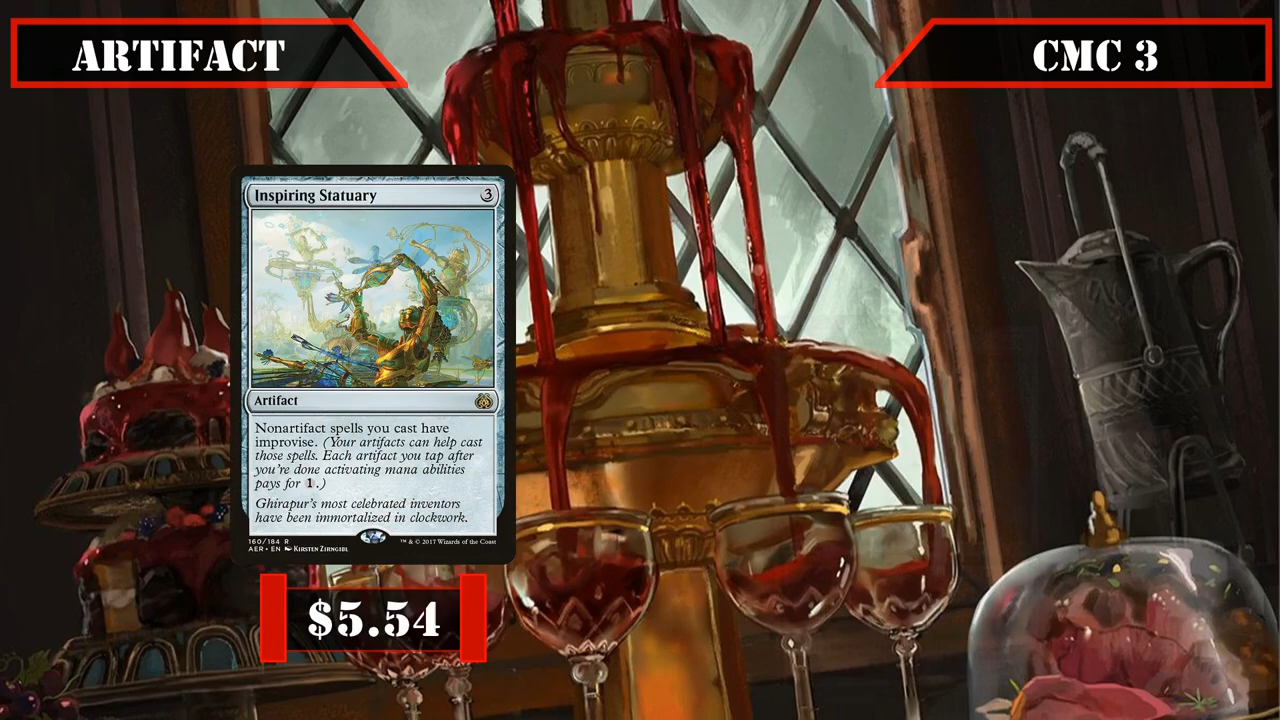 ARTIFACT
CMC 3
Inspiring Statuary 3
Artifact
Nonartifact spells you cast have
improvise. (Your artifacts can help cast
those spells. Each artifact you tap after
you're done activating mana abilities
pays for 1.)
Ghirapur's most celebrated inventors
have been immortalized in clockwork.
160/184 R
AER • EN Kirsten Zirngibl
™ & © 2017 Wizards of the Coast
$5.54